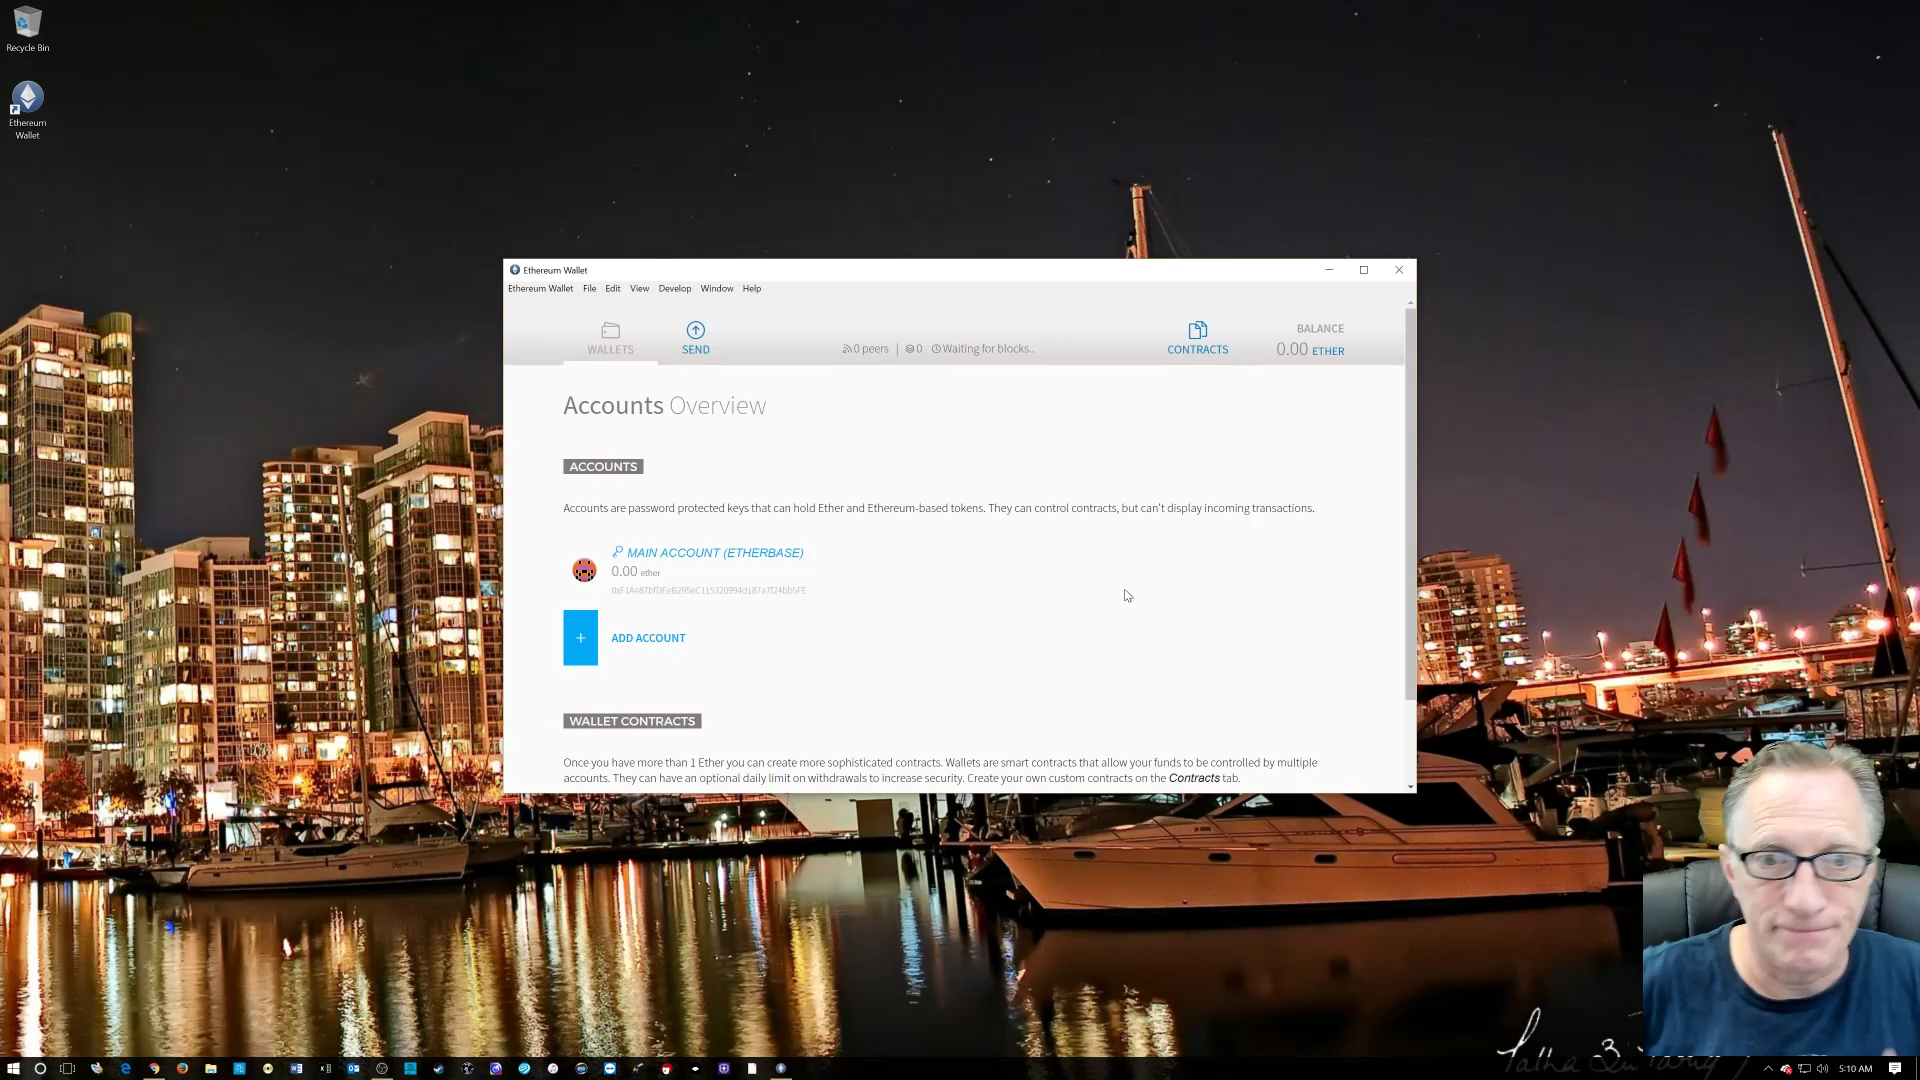 Recycle Bin
Ethereum
Wallet
Ethereum Wallet
Ethereum Wallet File Edit View Develop Window Help
WALLETS
SEND
0 peers | 0 Waiting for blocks..
CONTRACTS
BALANCE
0.00 ETHER
Accounts Overview
ACCOUNTS
Accounts are password protected keys that can hold Ether and Ethereum-based tokens. They can control contracts, but can't display incoming transactions.
MAIN ACCOUNT (ETHERBASE)
0.00 ether
+ ADD ACCOUNT
WALLET CONTRACTS
Once you have more than 1 Ether you can create more sophisticated contracts. Wallets are smart contracts that allow your funds to be controlled by multiple
accounts. They can have an optional daily limit on withdrawals to increase security. Create your own custom contracts on the Contracts tab.
5:10 AM